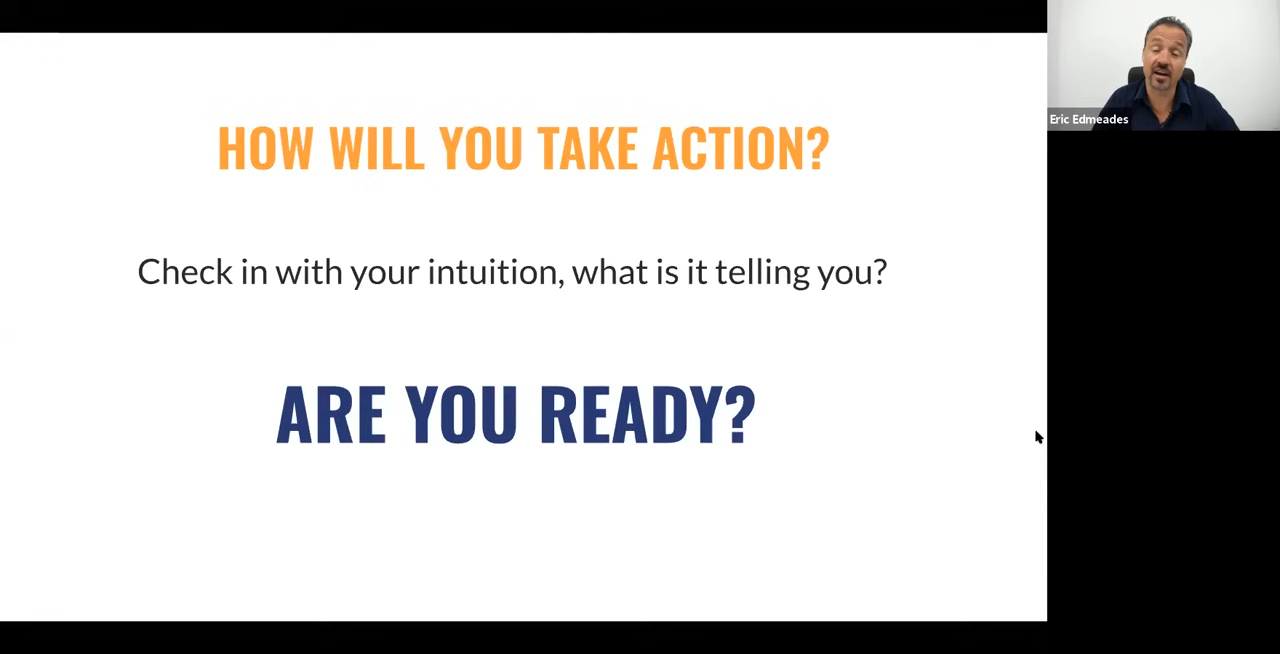 HOW WILL YOU TAKE ACTION?
Check in with your intuition, what is it telling you?
ARE YOU READY?
Eric Edmeades